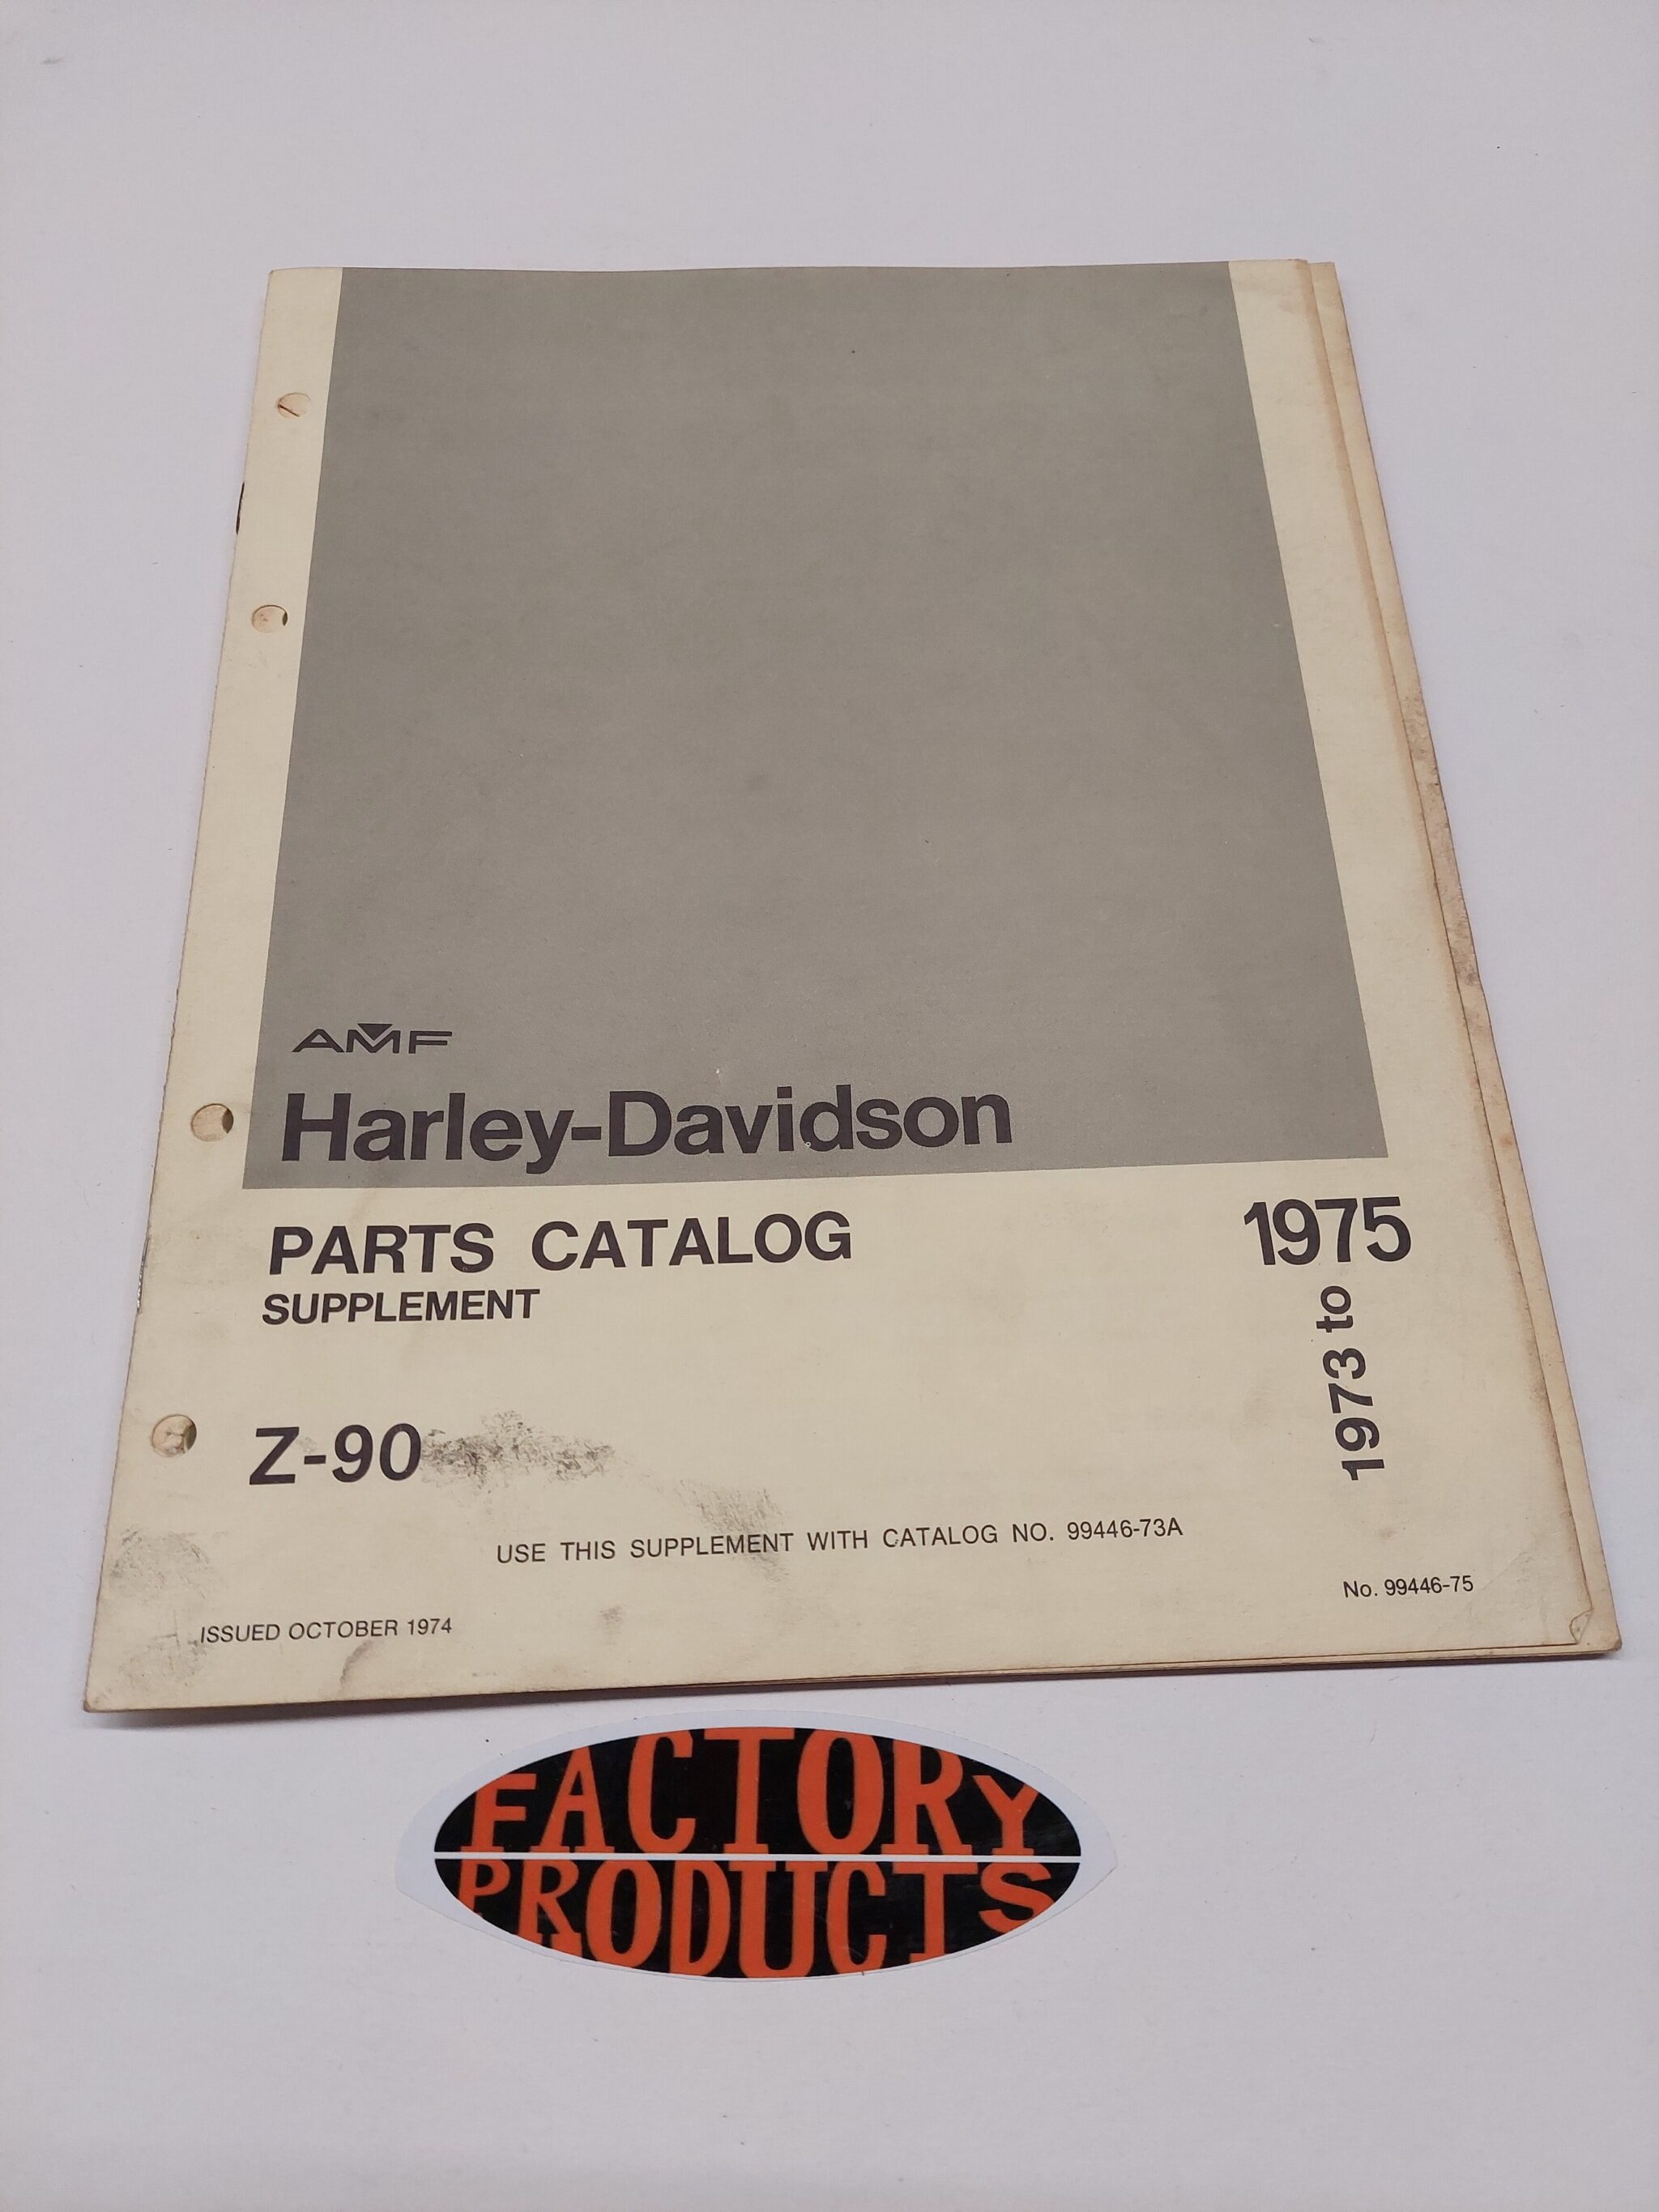 AMF
Harley-Davidson
PARTS CATALOG
SUPPLEMENT
1975
1973 to
Z-90
USE THIS SUPPLEMENT WITH CATALOG NO. 99446-73A
No. 99446-75
ISSUED OCTOBER 1974
FACTORY
PRODUCTS